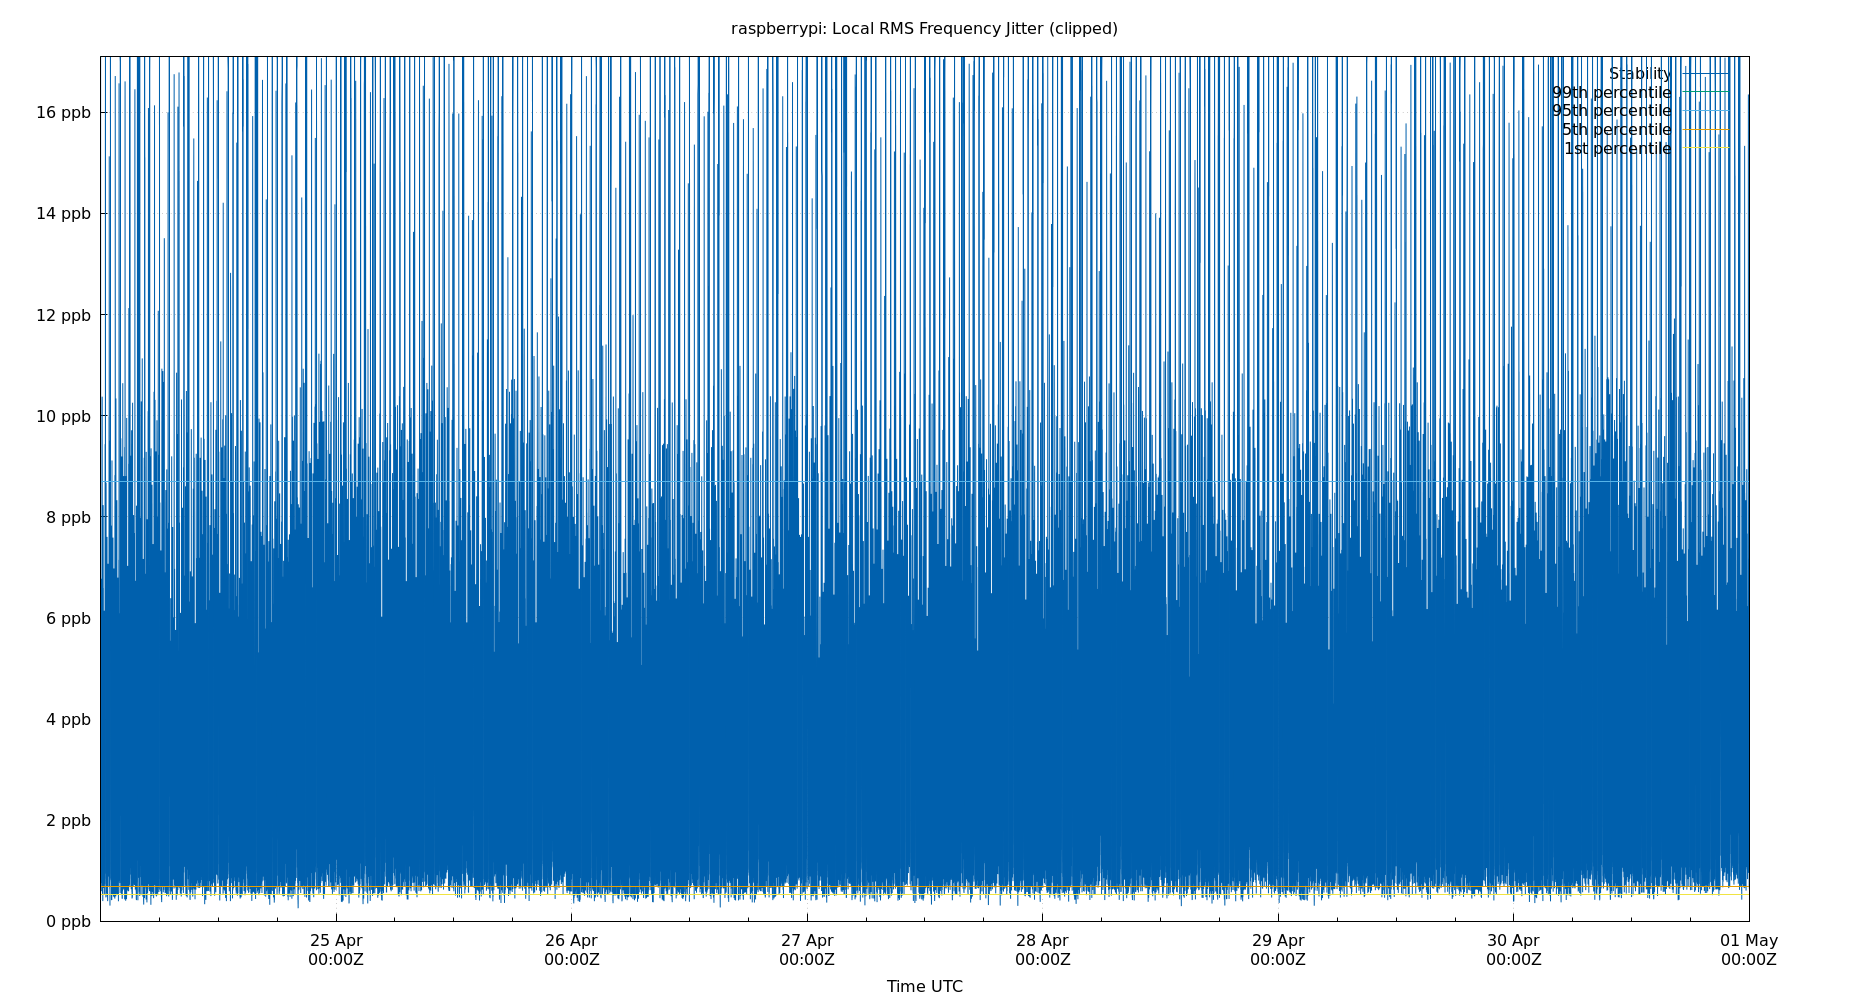 raspberrypi: Local RMS Frequency Jitter (clipped)
Stability
99th percentile
95th percentile
5th percentile
1st percentile
16 ppb
14 ppb
12 ppb
10 ppb
8 ppb
6 ppb
4 ppb
2 ppb
0 ppb
25 Apr 26 Apr 27 Apr 28 Apr 29 Apr 30 Apr 01 May
00:00Z 00:00Z 00:00Z 00:00Z 00:00Z 00:00Z 00:00Z
Time UTC